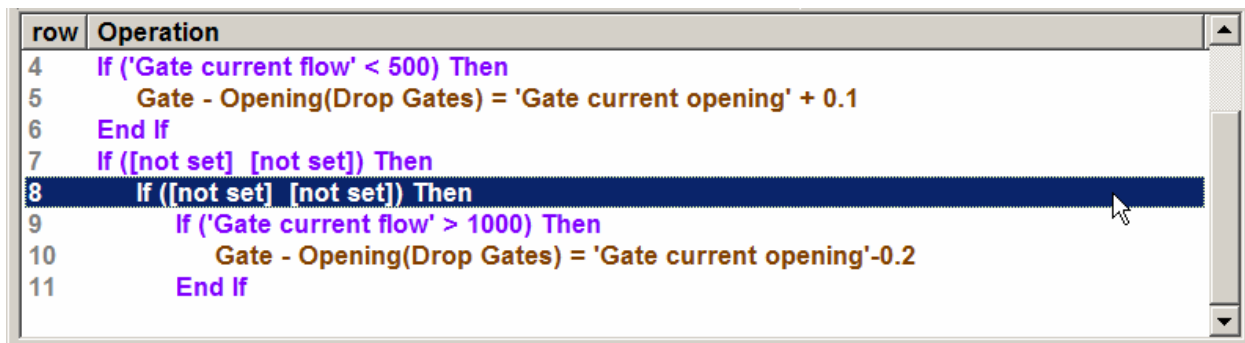 row Operation
4 If ('Gate current flow' < 500) Then
5 Gate - Opening(Drop Gates) = 'Gate current opening' + 0.1
6 End If
7 If ([not set]  [not set]) Then
8 If ([not set]  [not set]) Then
9 If ('Gate current flow' > 1000) Then
10 Gate - Opening(Drop Gates) = 'Gate current opening'-0.2
11 End If